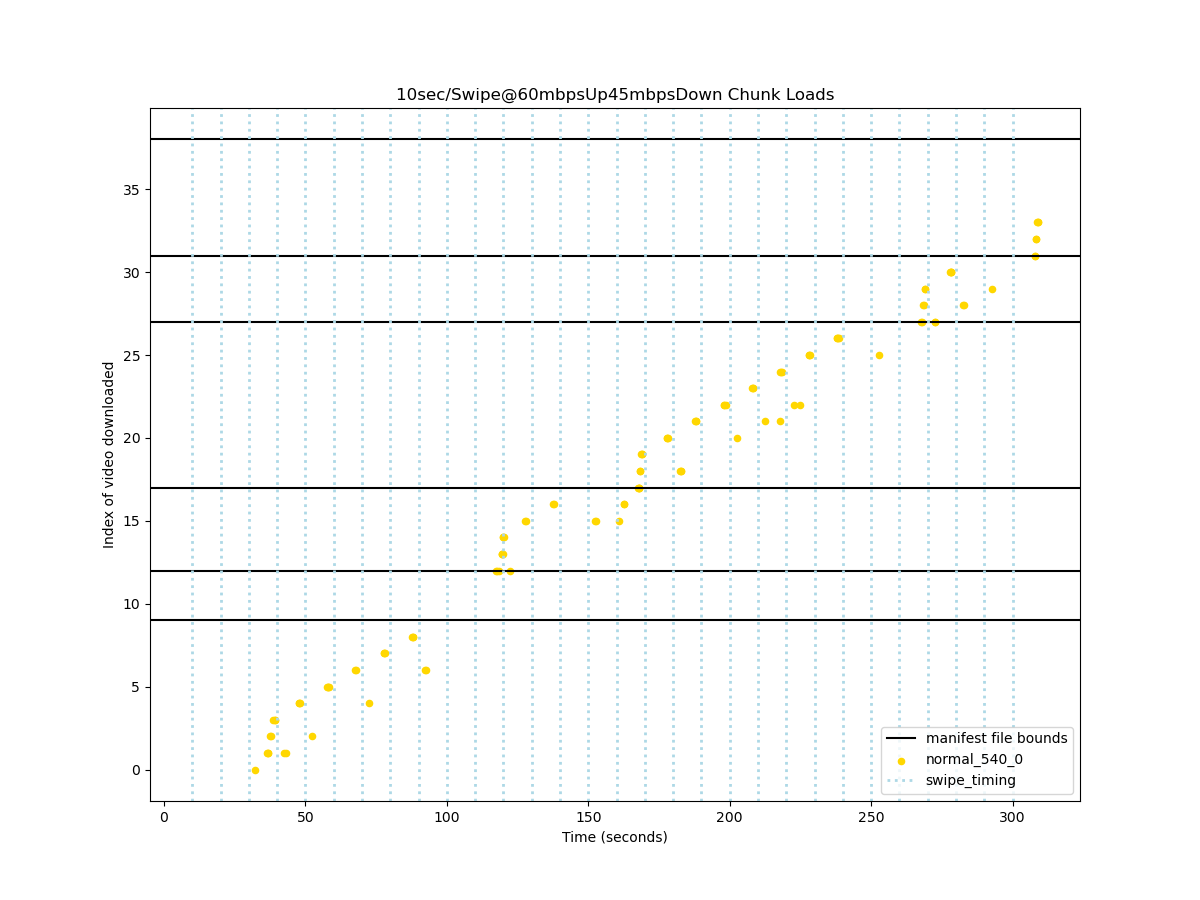 10sec/Swipe@60mbpsUp45mbpsDown Chunk Loads
Index of video downloaded
35
30
25
20
15
10
5
0
manifest file bounds
normal_540_0
swipe_timing
0 50 100 150 200 250 300
Time (seconds)